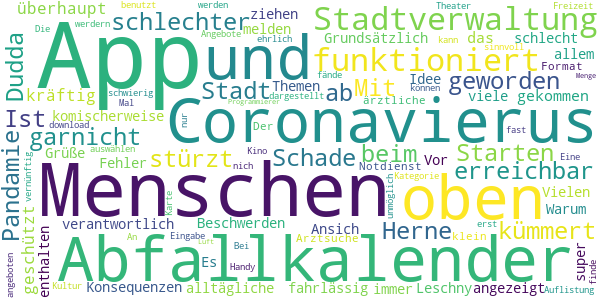 überhaupt
benutzt
werden
Theater
Freizeit
Die
werdern
schlechter
ziehen
Angebote
ehrlich
Stadtverwaltung
melden
Grundsätzlich
kann
das
sinnvoll
schlecht
App
und
funktioniert
allem
Dudda
schwierig
Mal
Themen
fände
Idee
Format
kräftig
Programmierer
Stadt
ab
Mit
geworden
Menge
dargestellt
können
viele gekommen
komischerweise
ärztliche
Ist
download
Der
nur
Coronavierus
fast
Pandamier
garnicht
Eine
auswählen
Kino
Schade
beim
Starten
Grüße
Fehler
stürzt
nich
Notdienst
Vor
erreichbar
vernünftig
Menschen
Kategorie
oben
Vielen
geschützt
Karte
unmöglich
verantwortlich
Beschwerden
Ansich
Herne
klein
Warum
kümmert
enthalten
An
Eingabe
Luft
Arztsuche
erst
angeboten
Es
Bei
Abfallkalender
super
finde
Konsequenzen
Handy
Kultur
alltägliche
fahrlässig
immer
Leschny
angezeigt
Auflistung